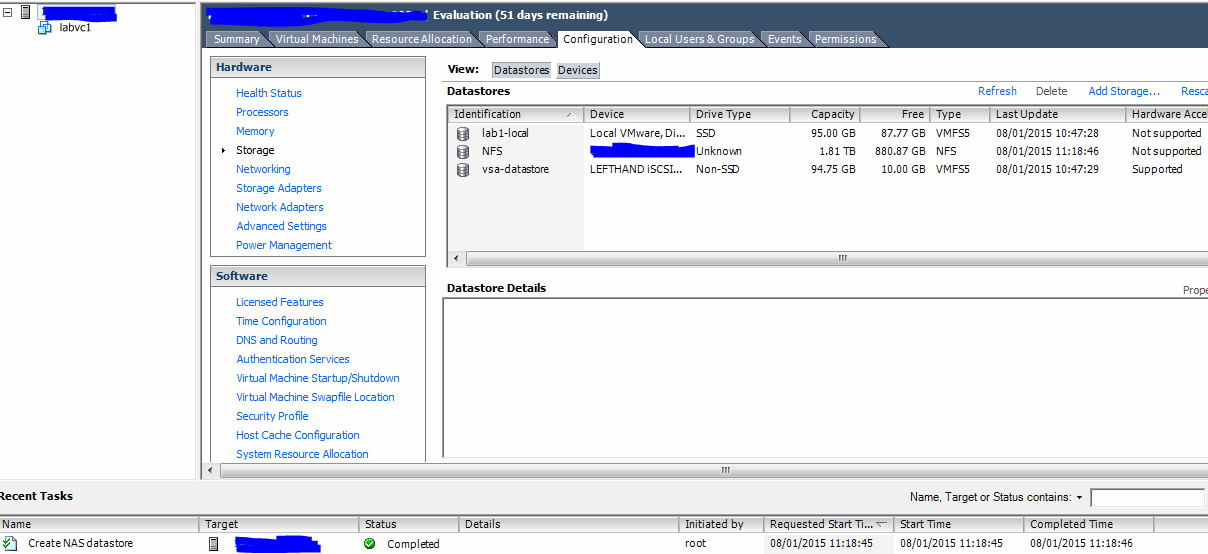 labvc1
Evaluation (51 days remaining)
Summary Virtual Machines Resource Allocation Performance Configuration Local Users & Groups Events Permissions
Hardware
Health Status
Processors
Memory
Storage
Networking
Storage Adapters
Network Adapters
Advanced Settings
Power Management
Software
Licensed Features
Time Configuration
DNS and Routing
Authentication Services
Virtual Machine Startup/Shutdown
Virtual Machine Swapfile Location
Security Profile
Host Cache Configuration
System Resource Allocation
View: Datastores Devices
Datastores Refresh Delete Add Storage... Resca
Identification Device Drive Type Capacity Free Type Last Update Hardware Accel
lab1-local Local VMware, Di... SSD 95.00 GB 87.77 GB VMFS5 08/01/2015 10:47:28 Not supported
NFS Unknown 1.81 TB 880.87 GB NFS 08/01/2015 11:18:46 Not supported
vsa-datastore LEFTHAND iSCSI... Non-SSD 94.75 GB 10.00 GB VMFS5 08/01/2015 10:47:29 Supported
Datastore Details Prope
Recent Tasks Name, Target or Status contains:
Name Target Status Details Initiated by Requested Start Ti... Start Time Completed Time
Create NAS datastore Completed root 08/01/2015 11:18:45 08/01/2015 11:18:45 08/01/2015 11:18:46